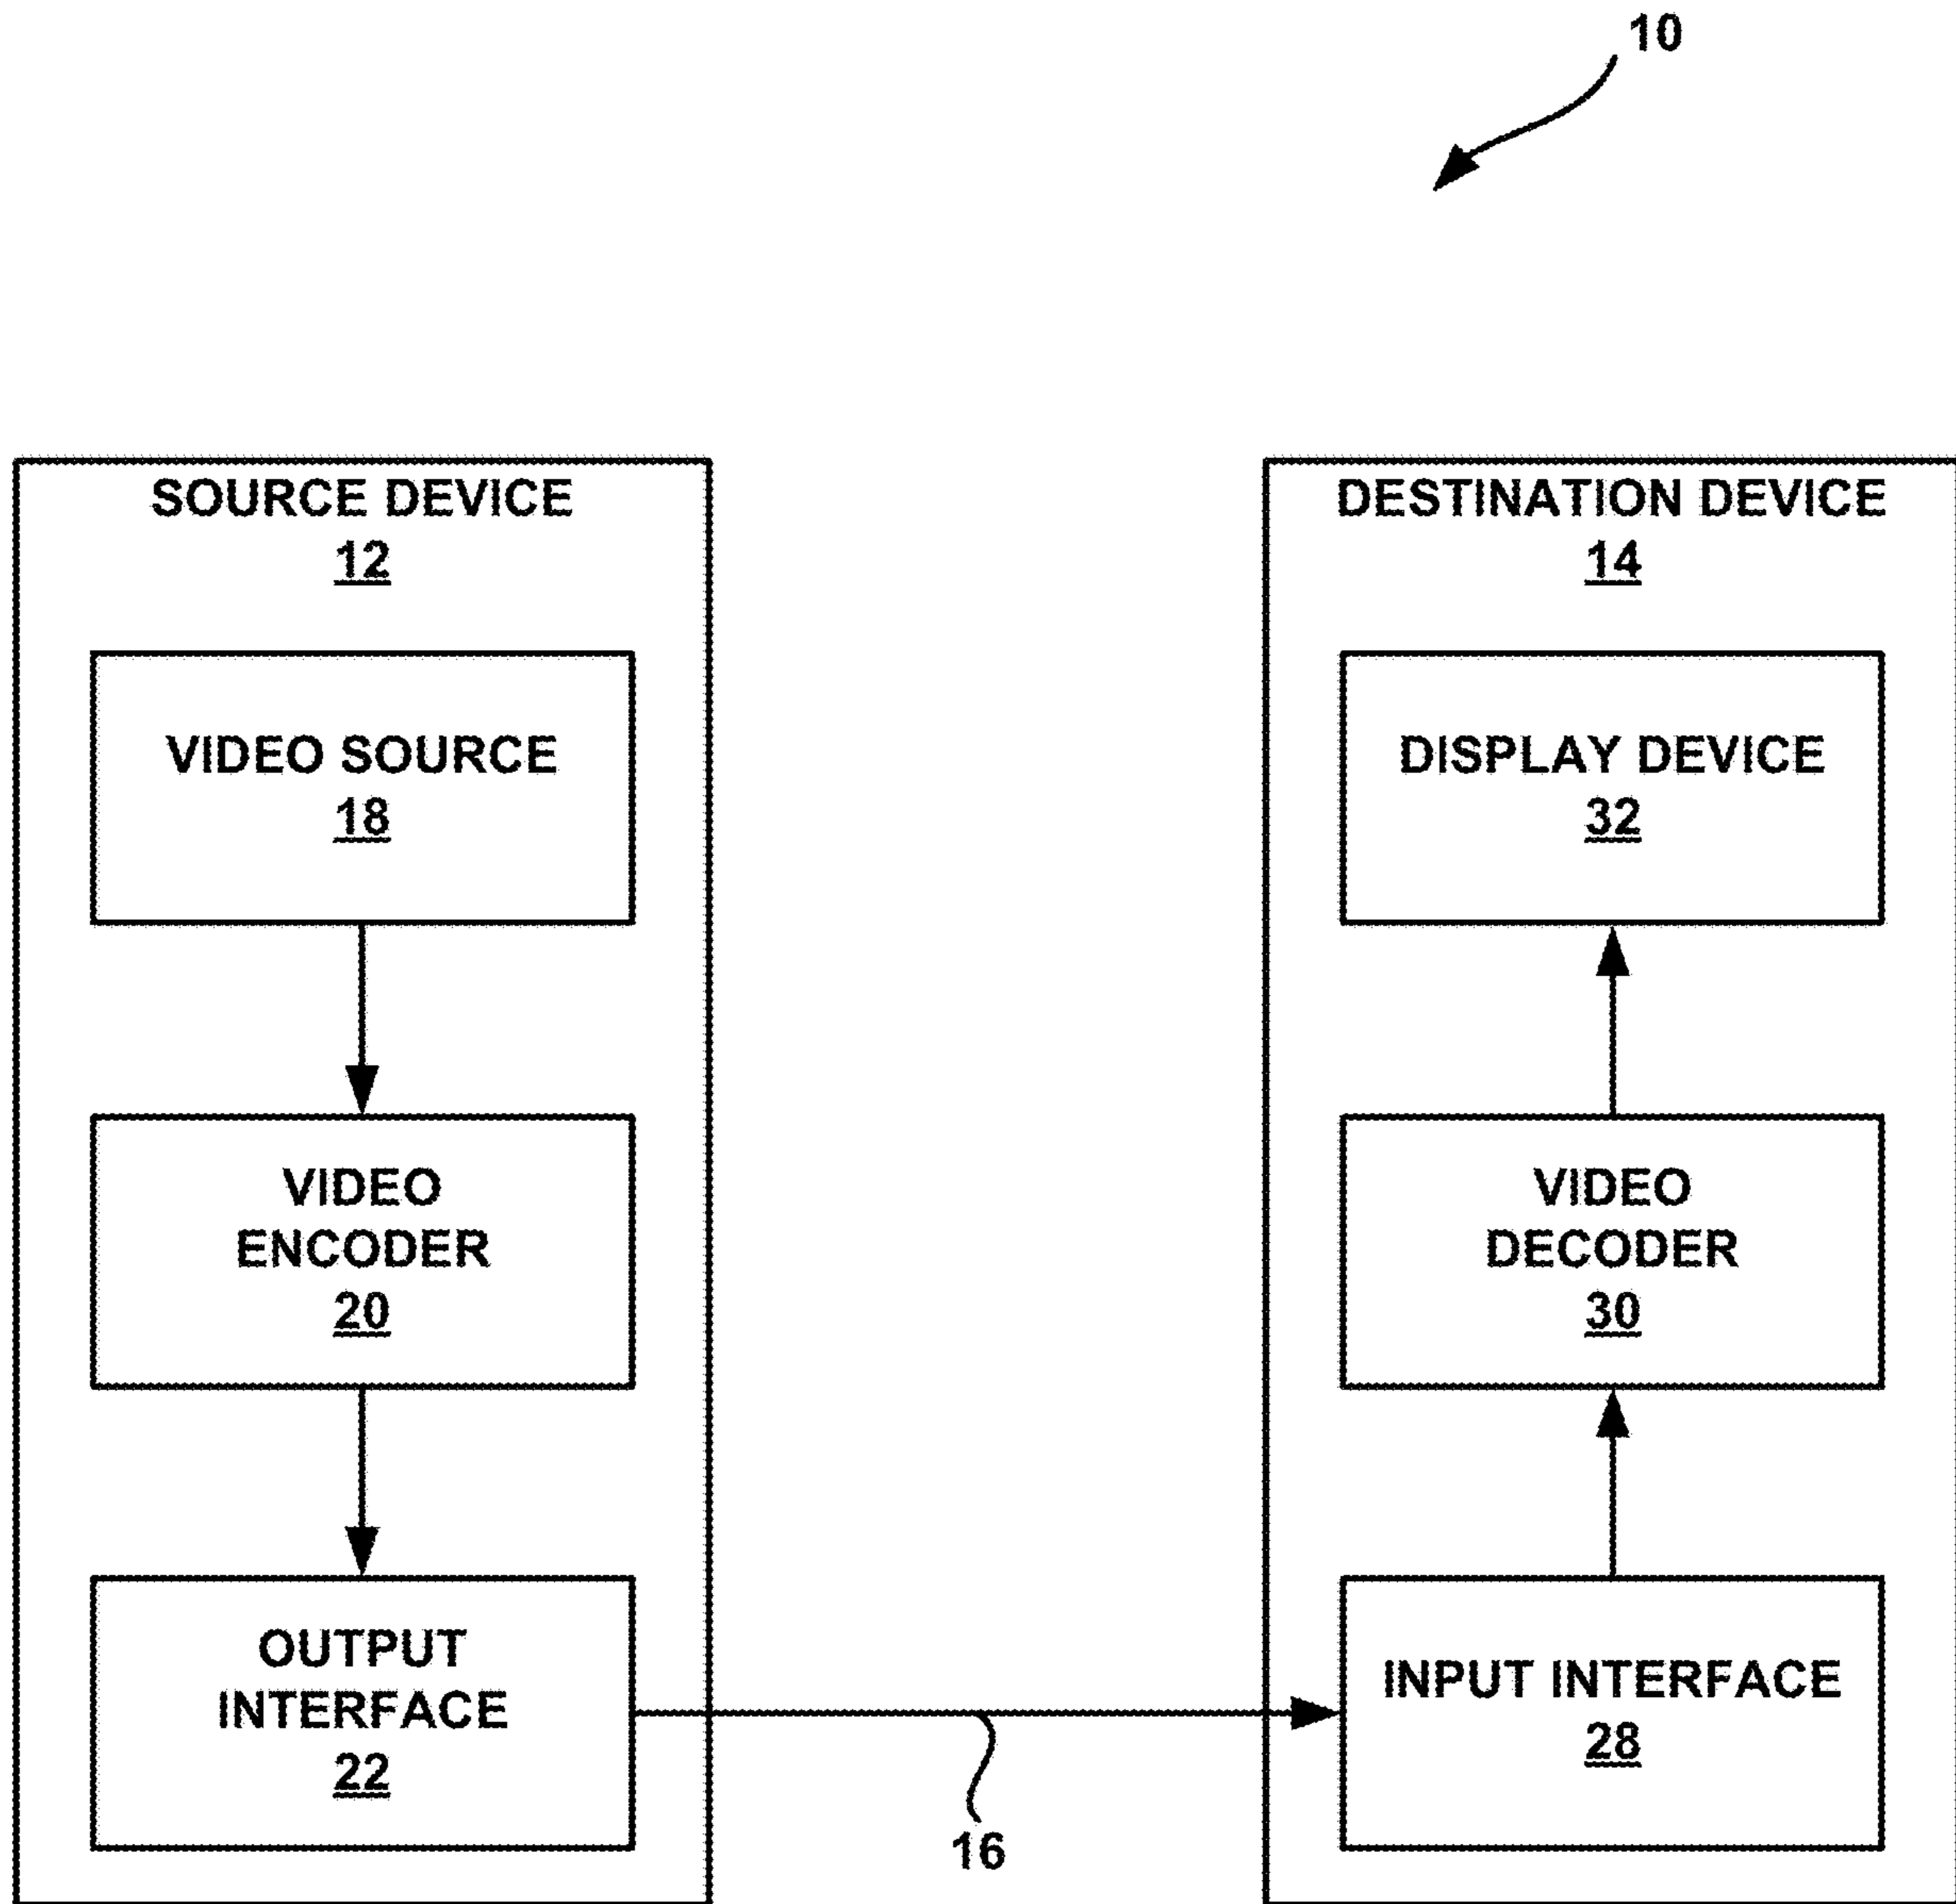 10
SOURCE DEVICE
12
VIDEO SOURCE
18
VIDEO
ENCODER
20
OUTPUT
INTERFACE
22
16
DESTINATION DEVICE
14
DISPLAY DEVICE
32
VIDEO
DECODER
30
INPUT INTERFACE
28